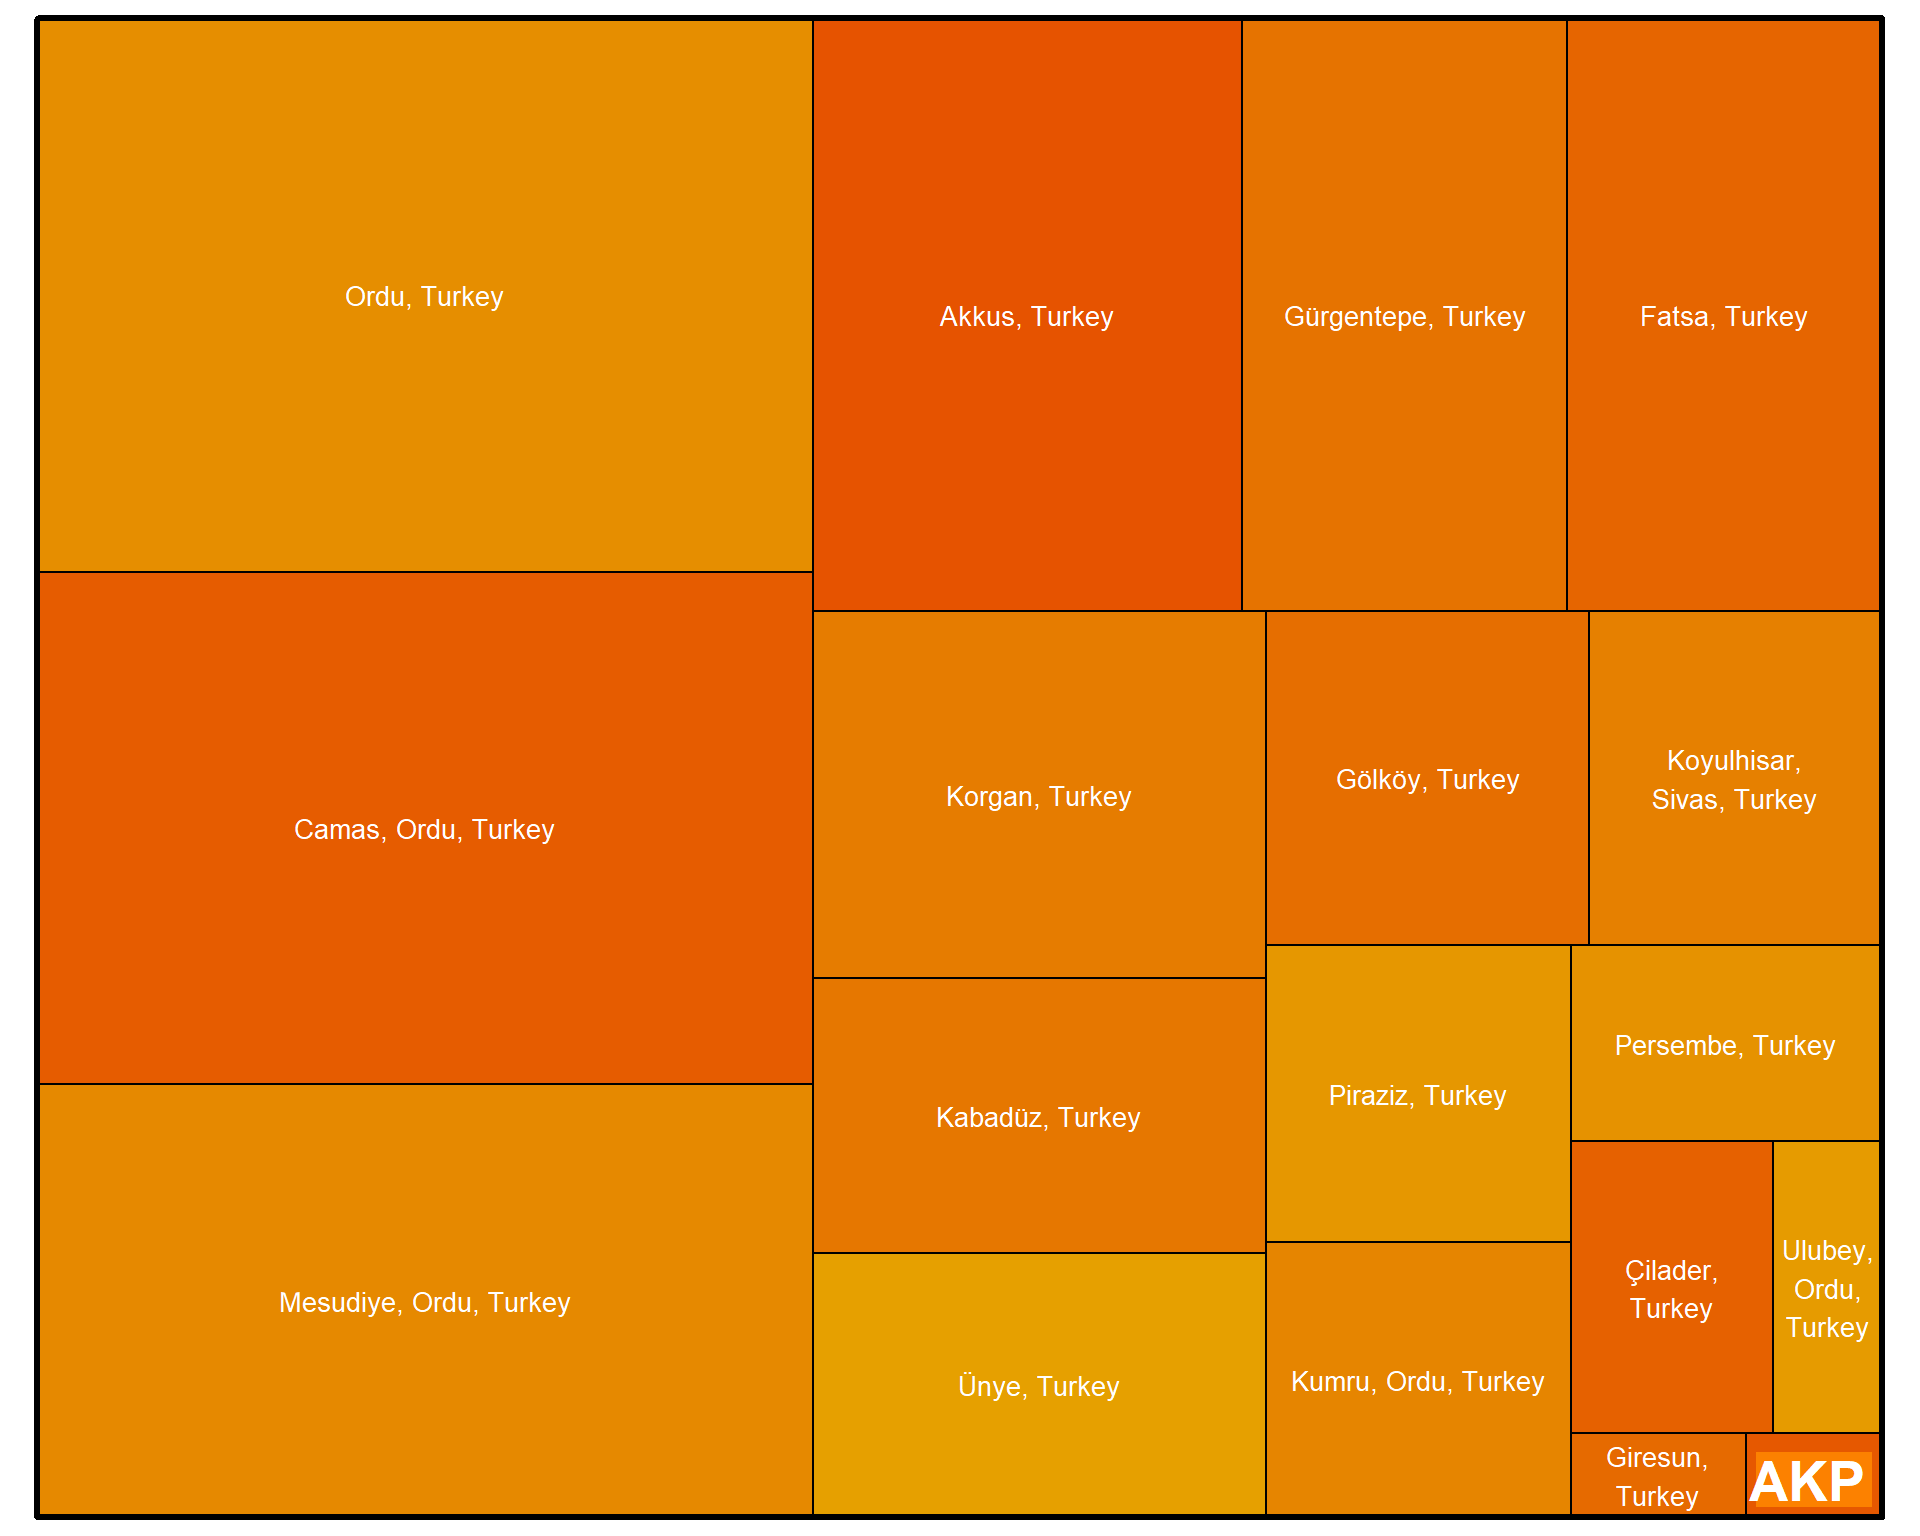 Ordu, Turkey
Akkus, Turkey
Gürgentepe, Turkey
Fatsa, Turkey
Camas, Ordu, Turkey
Korgan, Turkey
Gölköy, Turkey
Koyulhisar,
Sivas, Turkey
Mesudiye, Ordu, Turkey
Kabadüz, Turkey
Piraziz, Turkey
Persembe, Turkey
Ünye, Turkey
Kumru, Ordu, Turkey
Çilader,
Turkey
Ulubey,
Ordu,
Turkey
Giresun,
Turkey
AKP